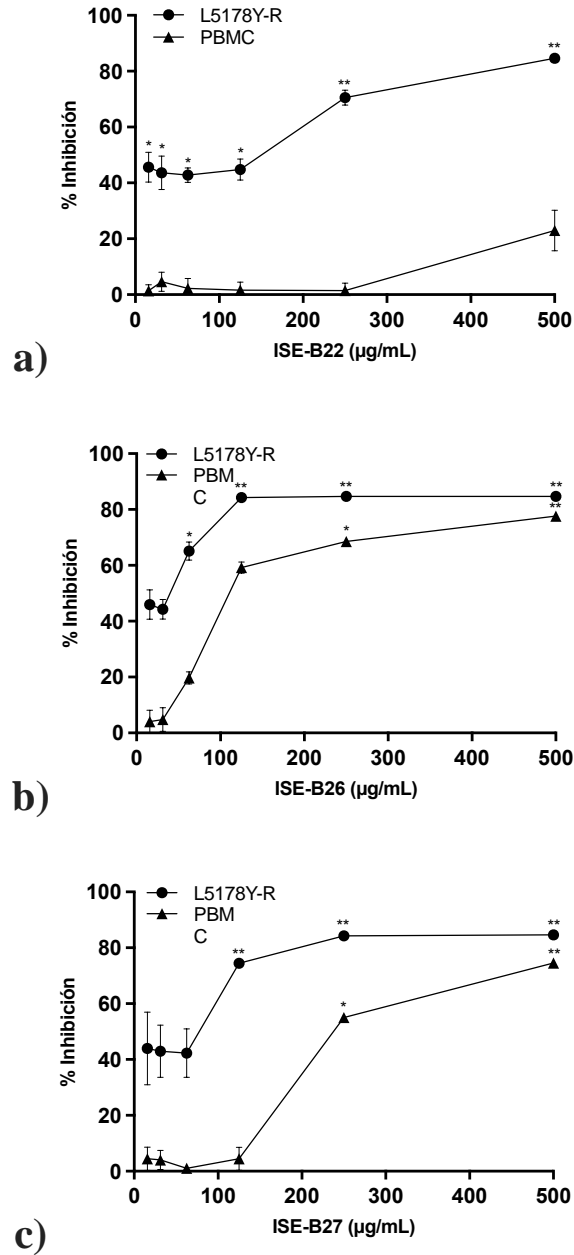 100
L5178Y-R
PBMC
**
80
**
% Inhibición
60
* * * *
40
20
0
0 100 200 300 400 500
ISE-B22 (µg/mL)
a)
100
L5178Y-R
PBM
C
** ** **
80
**
*
*
% Inhibición
60
40
20
0
0 100 200 300 400 500
ISE-B26 (µg/mL)
b)
100
L5178Y-R
PBM
C
** **
80
** **
% Inhibición
60
*
40
20
0
0 100 200 300 400 500
ISE-B27 (µg/mL)
c)